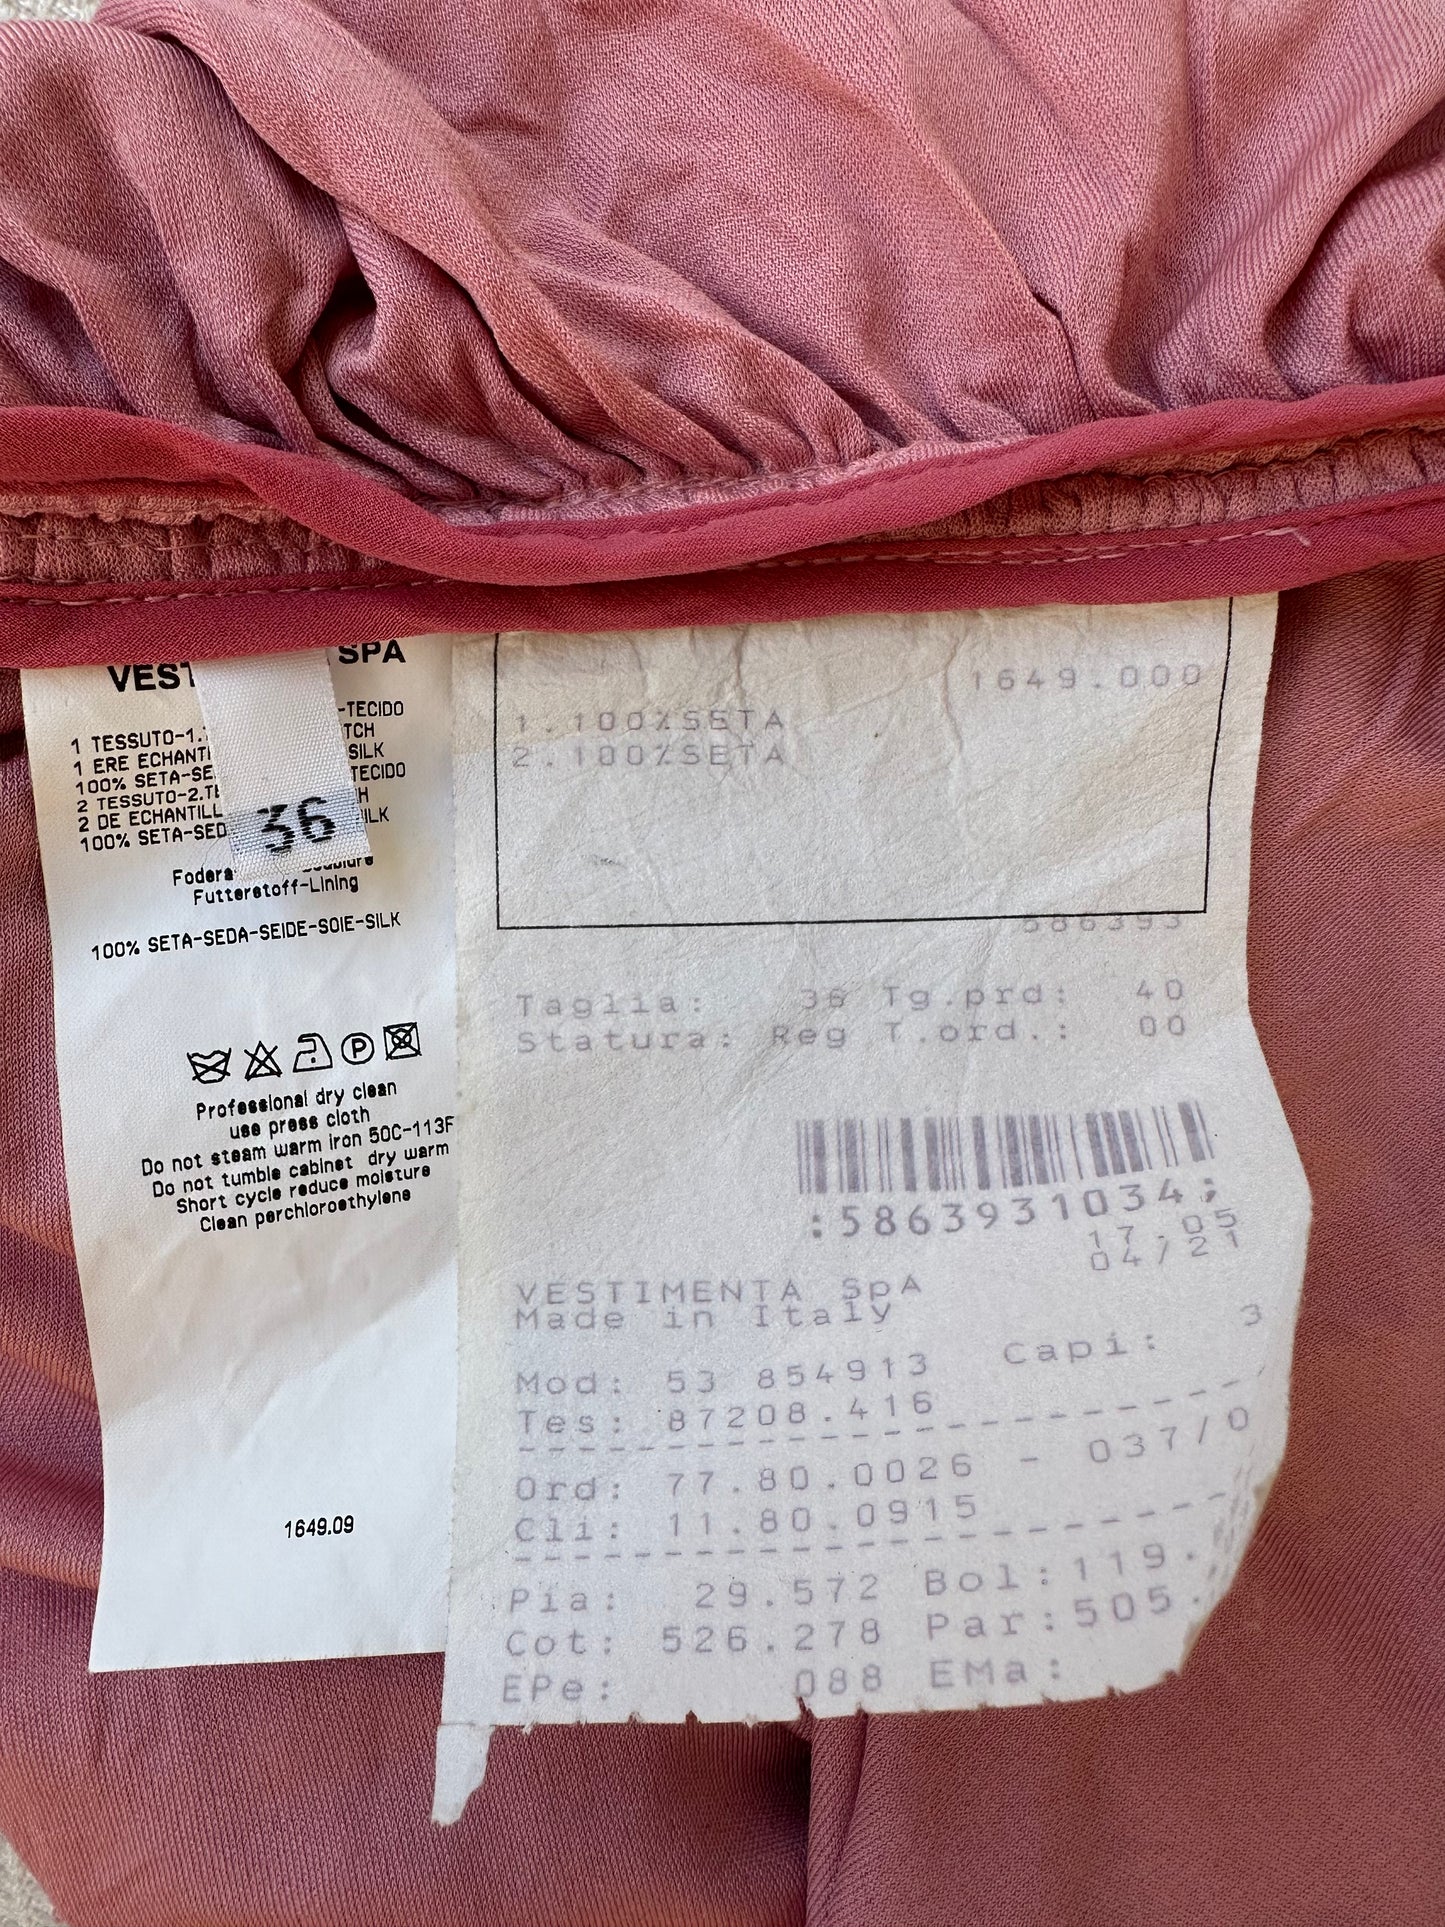 SPA
1 TESSUTO-1.
-TECIDO
1 ERE ECHANTI
TCH
100% SETA-SE
SILK
2 TESSUTO-2.TE
TECIDO
2 DE ECHANTILL
H
100% SETA-SED
ILK
36
Fodera
Futterstoff-Lining
100% SETA-SEDA-SEIDE-SOIE-SILK
P
Professional dry clean
use press cloth
Do not steam warm iron 50C-113F
Do not tumble cabinet dry warm
Short cycle reduce moisture
Clean perchloroethylene
1649.09
1649.000
1.100%SETA
2.100%SETA
586393
Taglia: 36 Tg.prd: 40
Statura: Reg T.ord.: 00
:5863931034;
17.05
04/21
VESTIMENTA SpA
Made in Italy
Mod: 53 854913 Capi: 3
Tes: 87208.416
Ord: 77.80.0026 - 037/0
Cli: 11.80.0915
Pia: 29.572 Bol:119.
Cot: 526.278 Par:505.
EPe: 088 EMa: